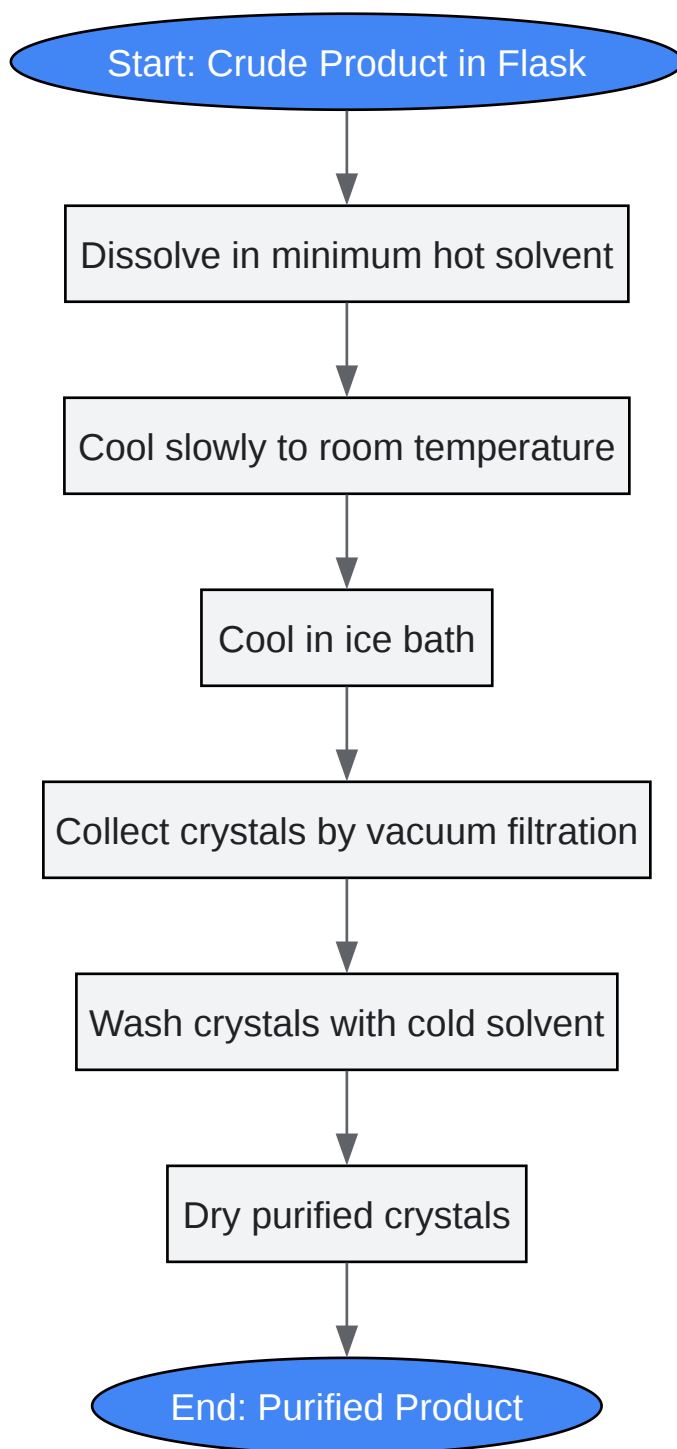 Start: Crude Product in Flask
Dissolve in minimum hot solvent
Cool slowly to room temperature
Cool in ice bath
Collect crystals by vacuum filtration
Wash crystals with cold solvent
Dry purified crystals
End: Purified Product